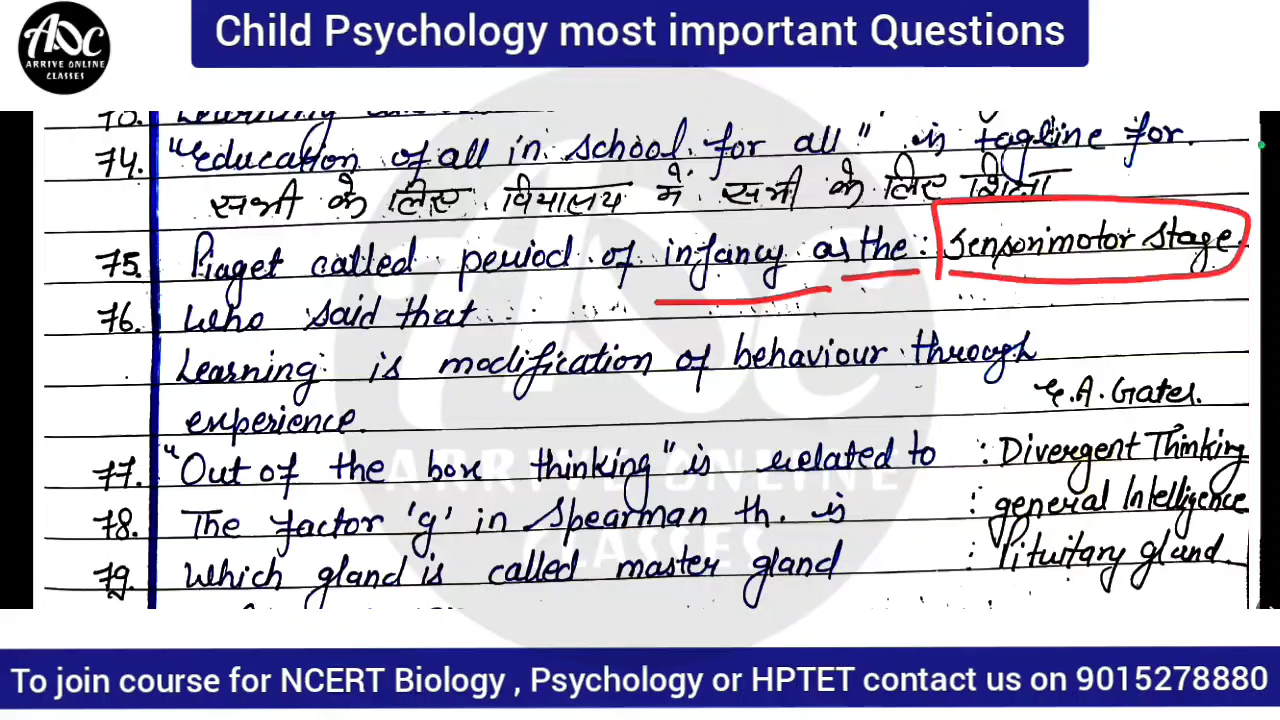 ASC
ARRIVE ONLINE
CLASSES
Child Psychology most important Questions
74. "education of all in school for all" is tagline for.
सभी के लिए विद्यालय में सभी के लिए शिक्षा
75. Piaget called period of infancy as the : Sensorimotor Stage.
76. Who said that
Learning is modification of behaviour through
experience. E.A. Gates.
77. "Out of the box thinking" is related to : Divergent Thinking
78. The factor 'g' in Spearman th. is : general Intelligence
79. Which gland is called master gland : Pituitary gland.
To join course for NCERT Biology , Psychology or HPTET contact us on 9015278880